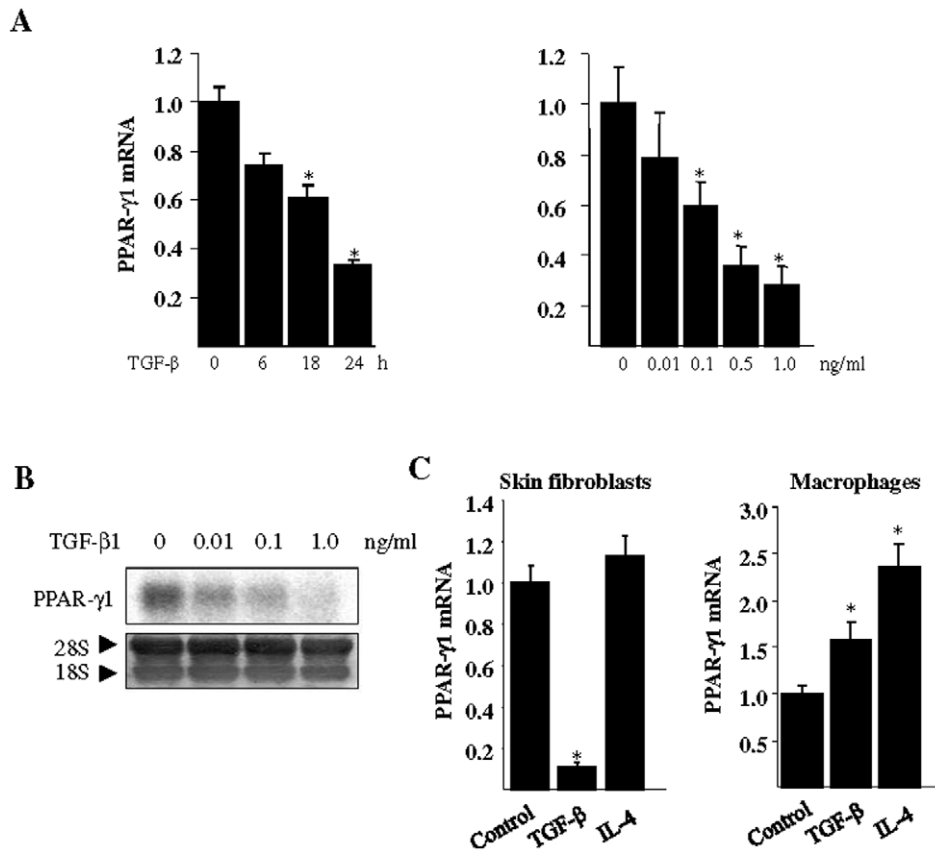 A
1.2
1.0
0.8
0.6
0.4
0.2
PPAR-γ1 mRNA
TGF-β 0 6 18 24 h
* *
1.2
1.0
0.8
0.6
0.4
0.2
* * *
0 0.01 0.1 0.5 1.0 ng/ml
B
TGF-β1 0 0.01 0.1 1.0 ng/ml
PPAR-γ1
28S
18S
C
Skin fibroblasts
1.4
1.2
1.0
0.8
0.6
0.4
0.2
PPAR-γ1 mRNA
*
Control TGF-β IL-4
Macrophages
3.0
2.5
2.0
1.5
1.0
0.5
PPAR-γ1 mRNA
* *
Control TGF-β IL-4